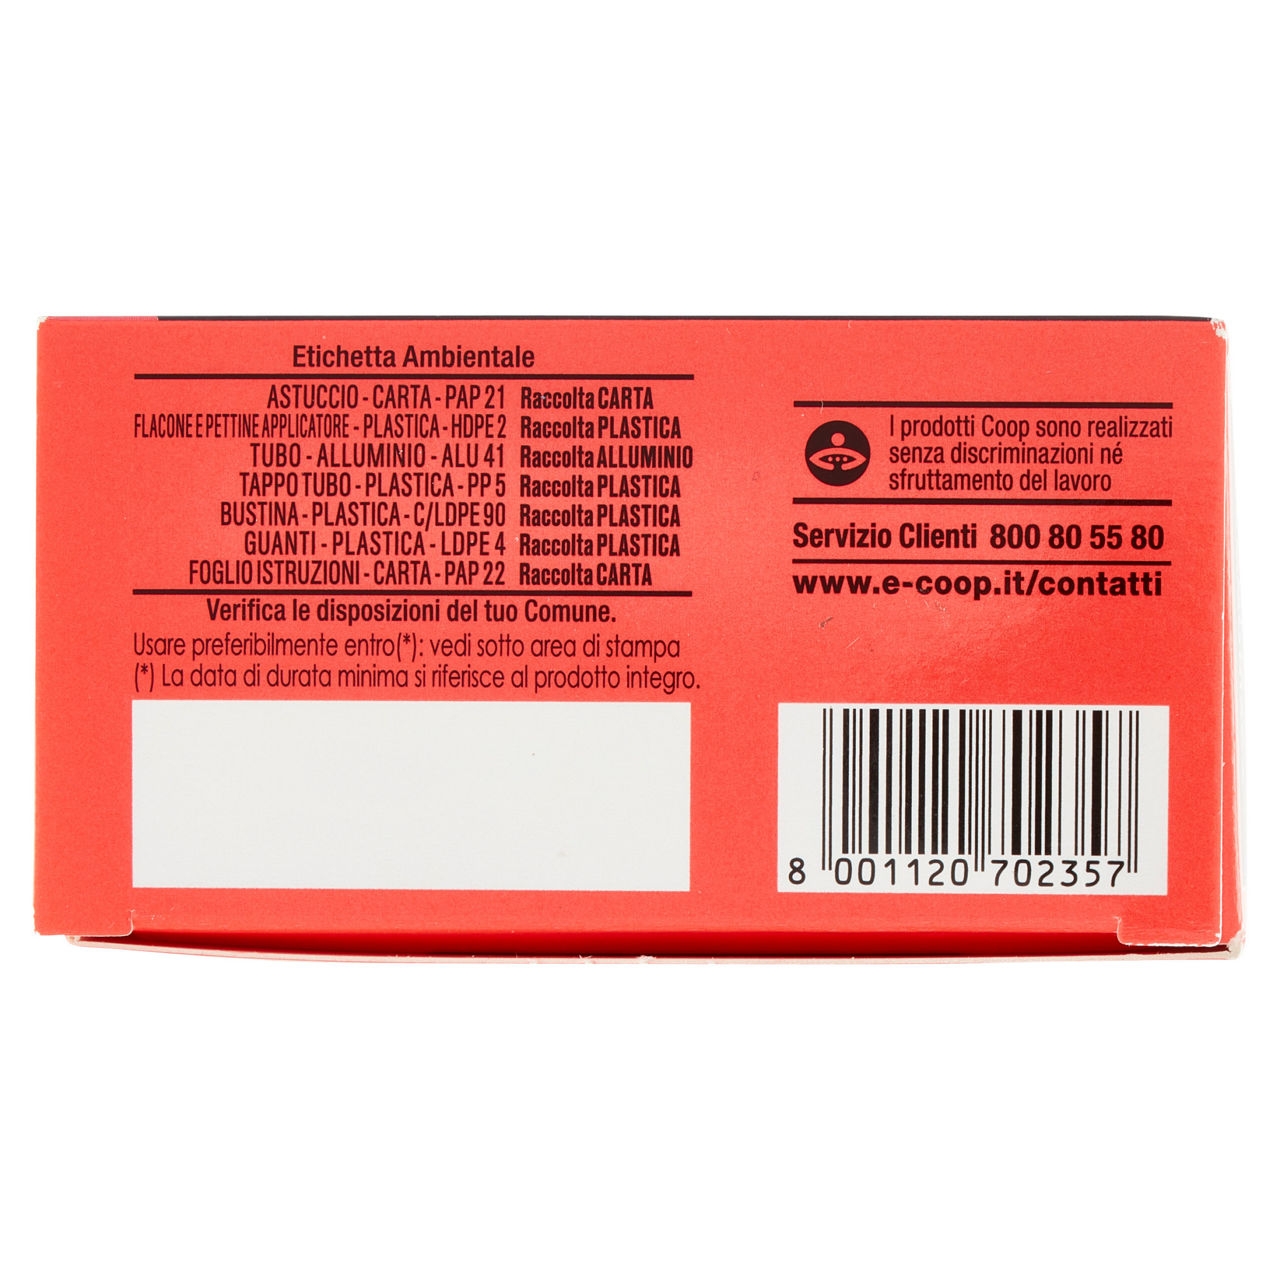 Etichetta Ambientale
ASTUCCIO - CARTA - PAP 21 Raccolta CARTA
FLACONE E PETTINE APPLICATORE - PLASTICA - HDPE 2 Raccolta PLASTICA
TUBO - ALLUMINIO - ALU 41 Raccolta ALLUMINIO
TAPPO TUBO - PLASTICA - PP 5 Raccolta PLASTICA
BUSTINA - PLASTICA - C/LDPE 90 Raccolta PLASTICA
GUANTI - PLASTICA - LDPE 4 Raccolta PLASTICA
FOGLIO ISTRUZIONI - CARTA - PAP 22 Raccolta CARTA
Verifica le disposizioni del tuo Comune.
Usare preferibilmente entro(*): vedi sotto area di stampa
(*) La data di durata minima si riferisce al prodotto integro.
I prodotti Coop sono realizzati
senza discriminazioni né
sfruttamento del lavoro
Servizio Clienti 800 80 55 80
www.e-coop.it/contatti
8 001120 702357